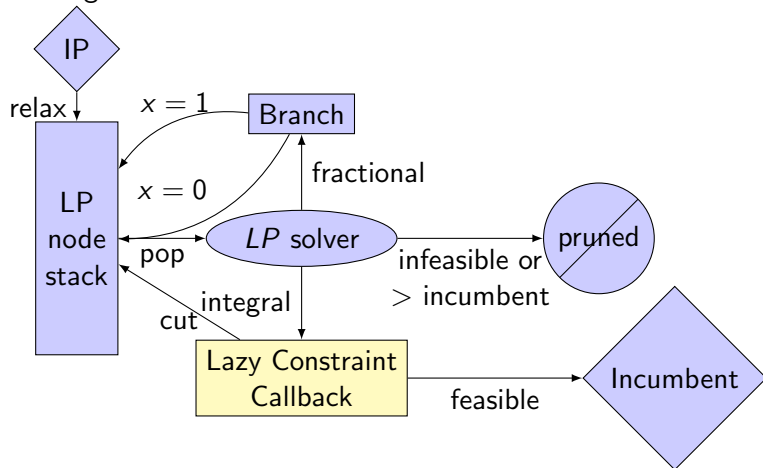 IP
relax
x = 1
Branch
x = 0
fractional
LP
node
stack
pop
LP solver
pruned
infeasible or
> incumbent
integral
cut
Lazy Constraint
Callback
feasible
Incumbent